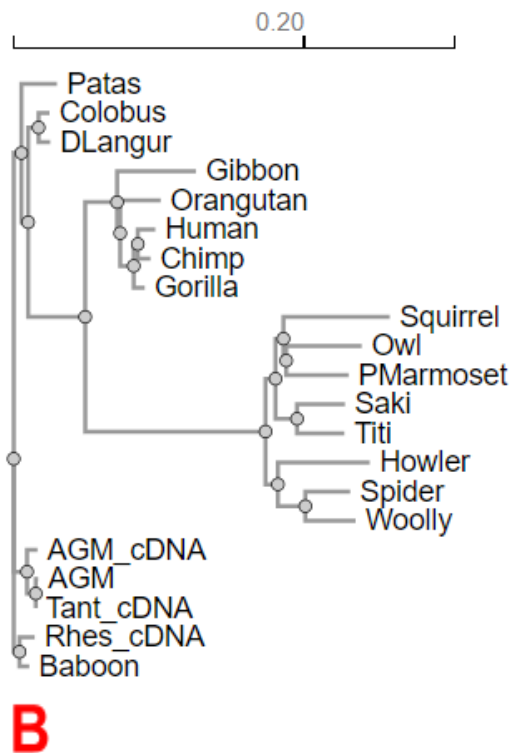 0.20
Patas
Colobus
DLangur
Gibbon
Orangutan
Human
Chimp
Gorilla
Squirrel
Owl
PMarmoset
Saki
Titi
Howler
Spider
Woolly
AGM_cDNA
AGM
Tant_cDNA
Rhes_cDNA
Baboon
B